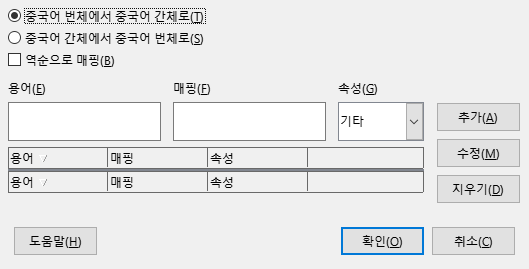 중국어 번체에서 중국어 간체로(T)
중국어 간체에서 중국어 번체로(S)
역순으로 매핑(B)
용어(E) 매핑(F) 속성(G)
기타 추가(A)
용어 매핑 속성 수정(M)
용어 매핑 속성 지우기(D)
도움말(H) 확인(O) 취소(C)